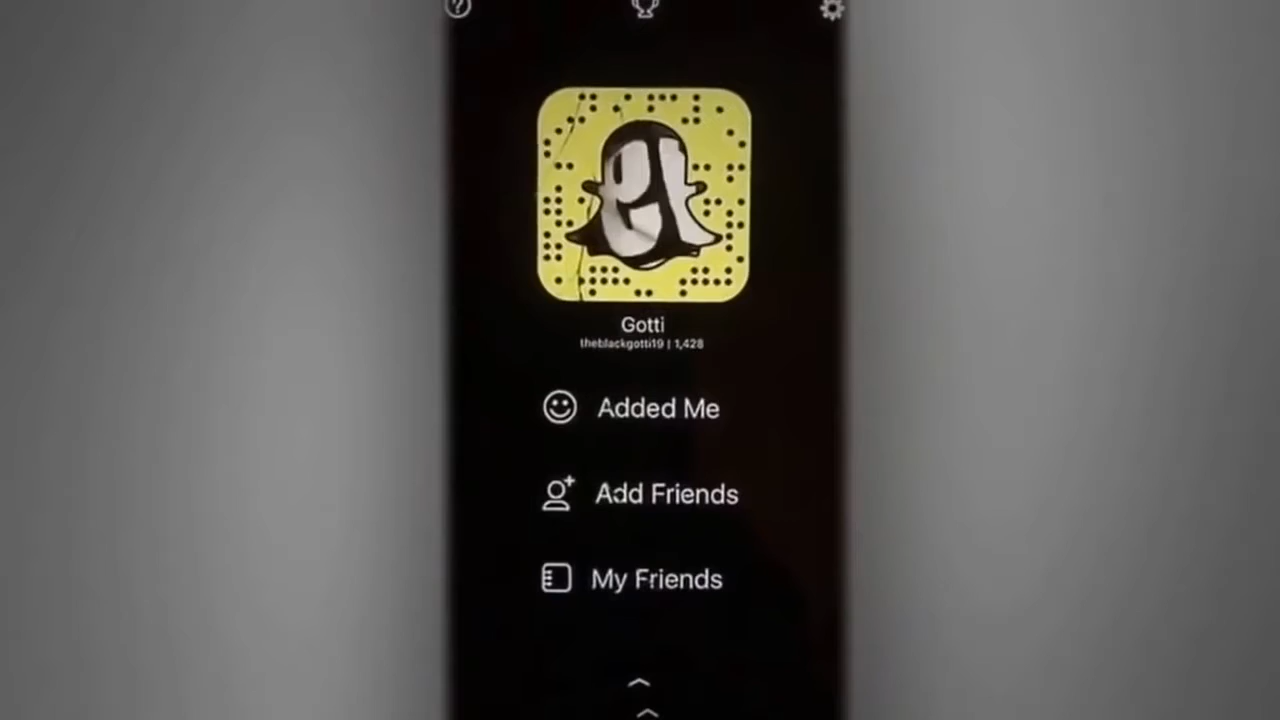 Gotti
theblackgotti19 | 1,428
Added Me
Add Friends
My Friends